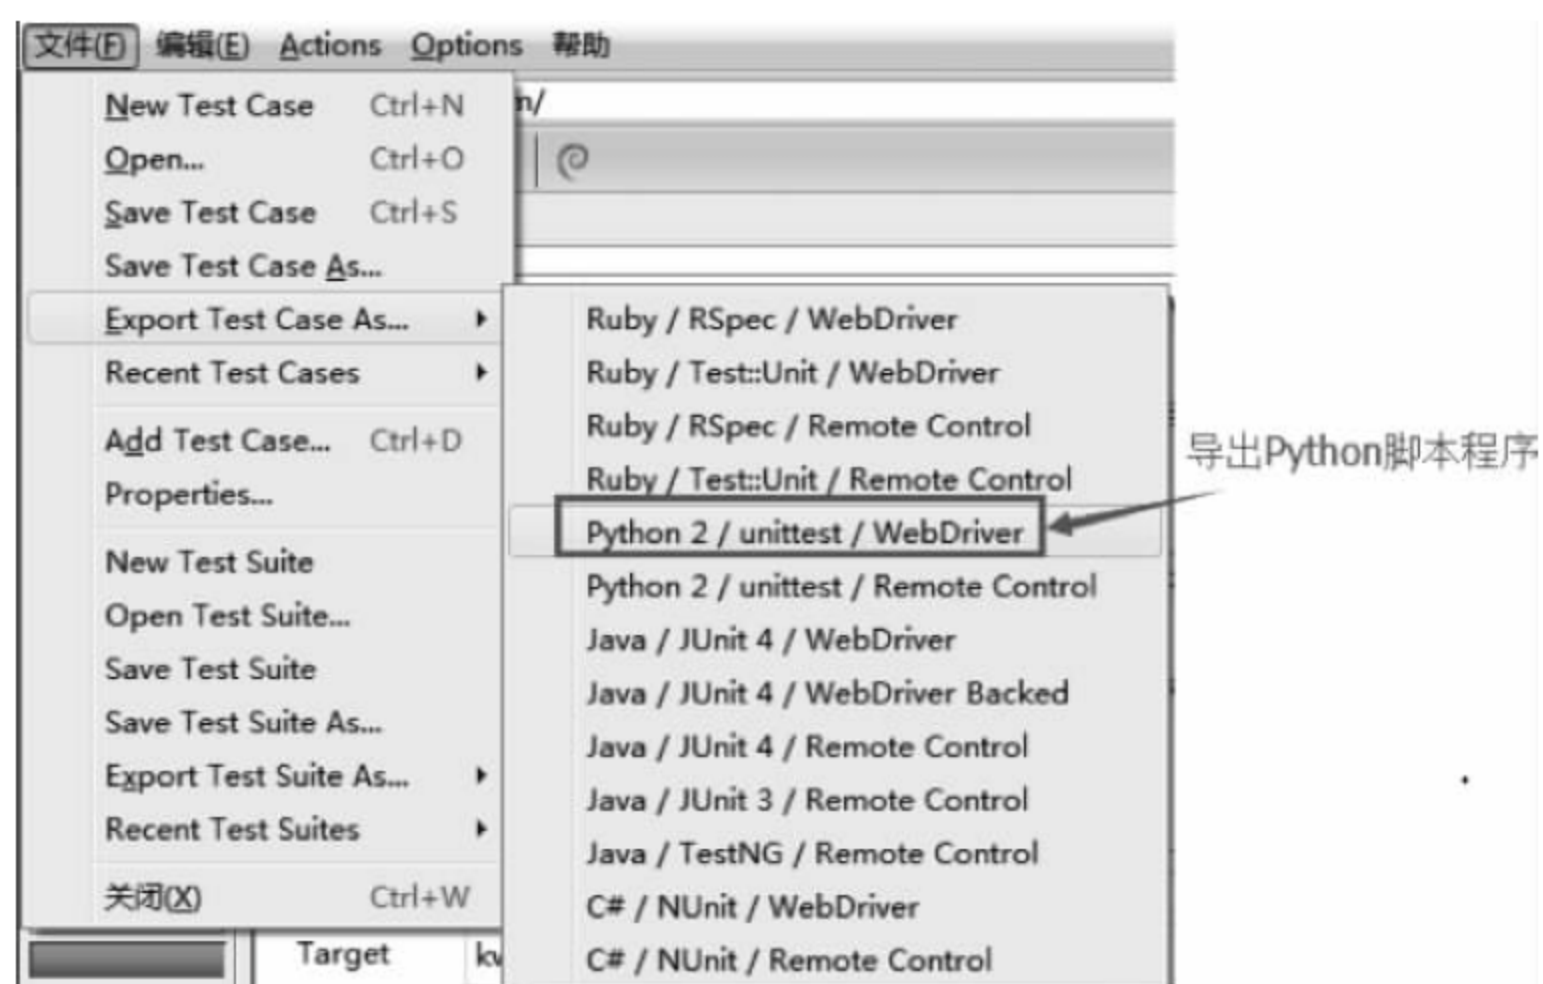 文件(F) 编辑(E) Actions Options 帮助
New Test Case Ctrl+N
Open... Ctrl+O
Save Test Case Ctrl+S
Save Test Case As...
Export Test Case As...
Recent Test Cases
Add Test Case... Ctrl+D
Properties...
New Test Suite
Open Test Suite...
Save Test Suite
Save Test Suite As...
Export Test Suite As...
Recent Test Suites
关闭(X) Ctrl+W
Target
Ruby / RSpec / WebDriver
Ruby / Test::Unit / WebDriver
Ruby / RSpec / Remote Control
Ruby / Test::Unit / Remote Control
Python 2 / unittest / WebDriver
Python 2 / unittest / Remote Control
Java / JUnit 4 / WebDriver
Java / JUnit 4 / WebDriver Backed
Java / JUnit 4 / Remote Control
Java / JUnit 3 / Remote Control
Java / TestNG / Remote Control
C# / NUnit / WebDriver
C# / NUnit / Remote Control
导出Python脚本程序